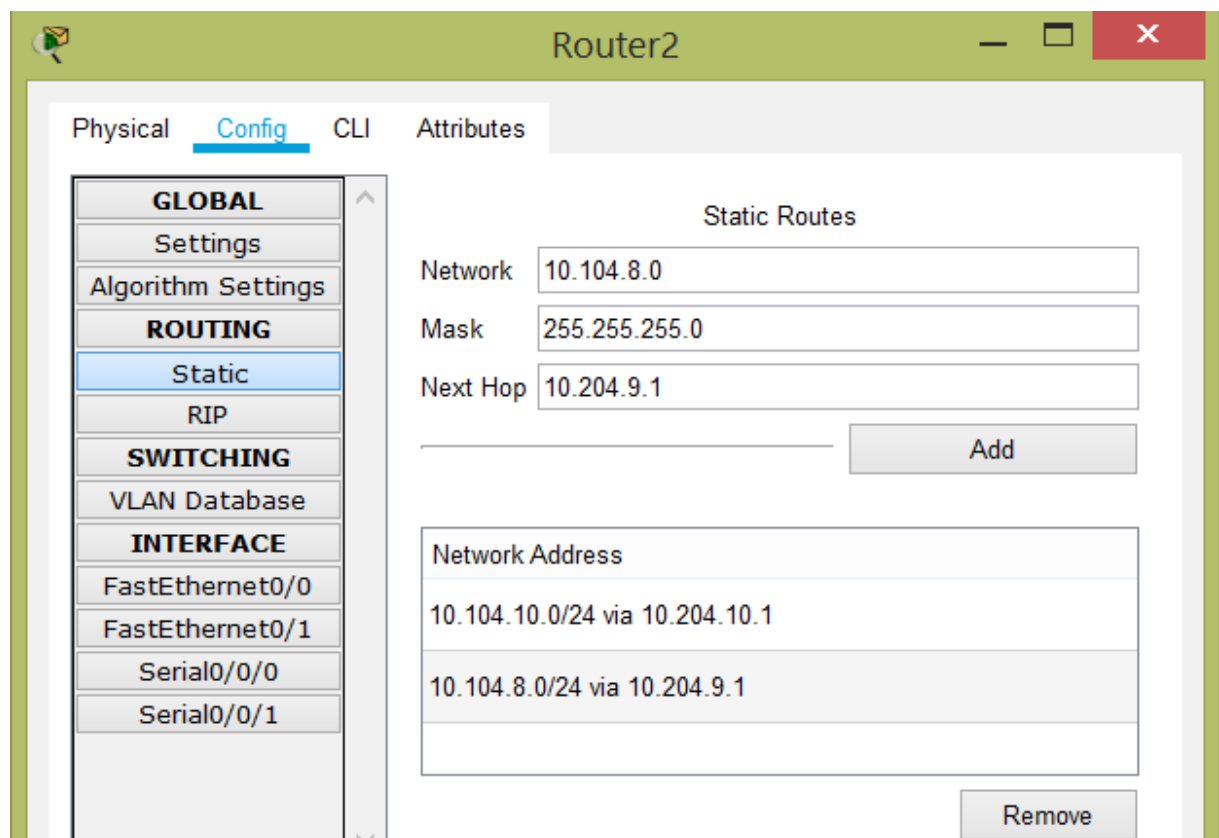 Router2
Physical Config CLI Attributes
GLOBAL
Settings
Algorithm Settings
ROUTING
Static
RIP
SWITCHING
VLAN Database
INTERFACE
FastEthernet0/0
FastEthernet0/1
Serial0/0/0
Serial0/0/1
Static Routes
Network 10.104.8.0
Mask 255.255.255.0
Next Hop 10.204.9.1
Add
Network Address
10.104.10.0/24 via 10.204.10.1
10.104.8.0/24 via 10.204.9.1
Remove